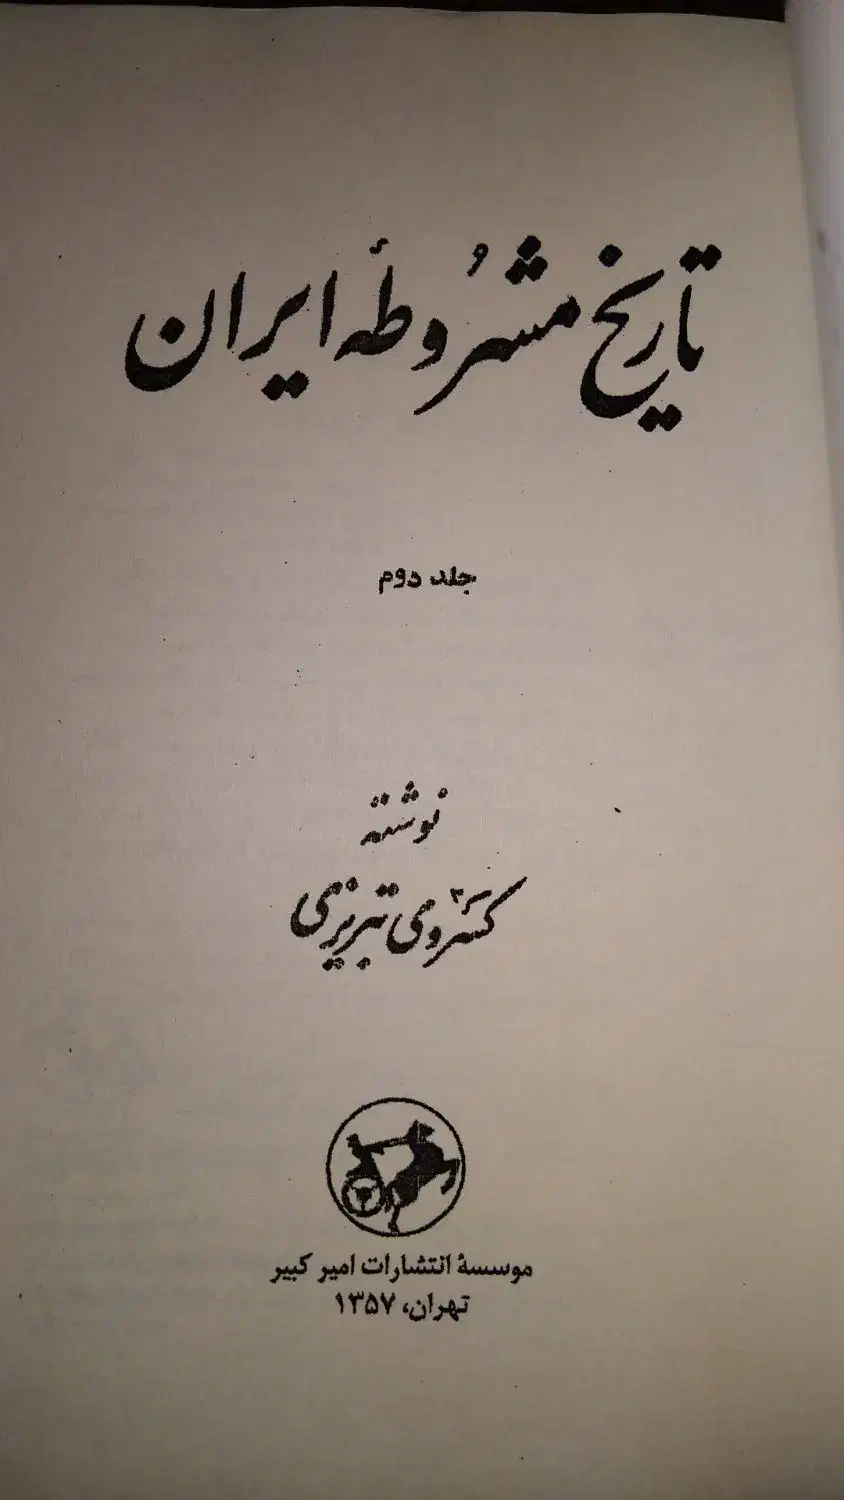 تاریخ مشروطهٔ ایران
جلد دوم
نوشته
کسروی تبریزی
موسسهٔ انتشارات امیر کبیر
تهران، ۱۳۵۷